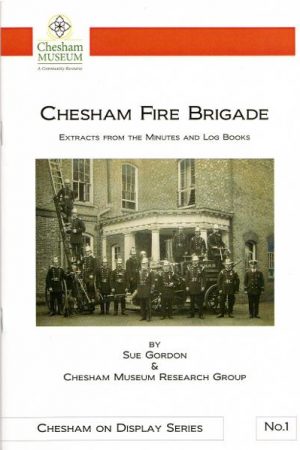 Chesham
MUSEUM
A Community Resource
CHESHAM FIRE BRIGADE
EXTRACTS FROM THE MINUTES AND LOG BOOKS
BY
SUE GORDON
&
CHESHAM MUSEUM RESEARCH GROUP
CHESHAM ON DISPLAY SERIES
No.1